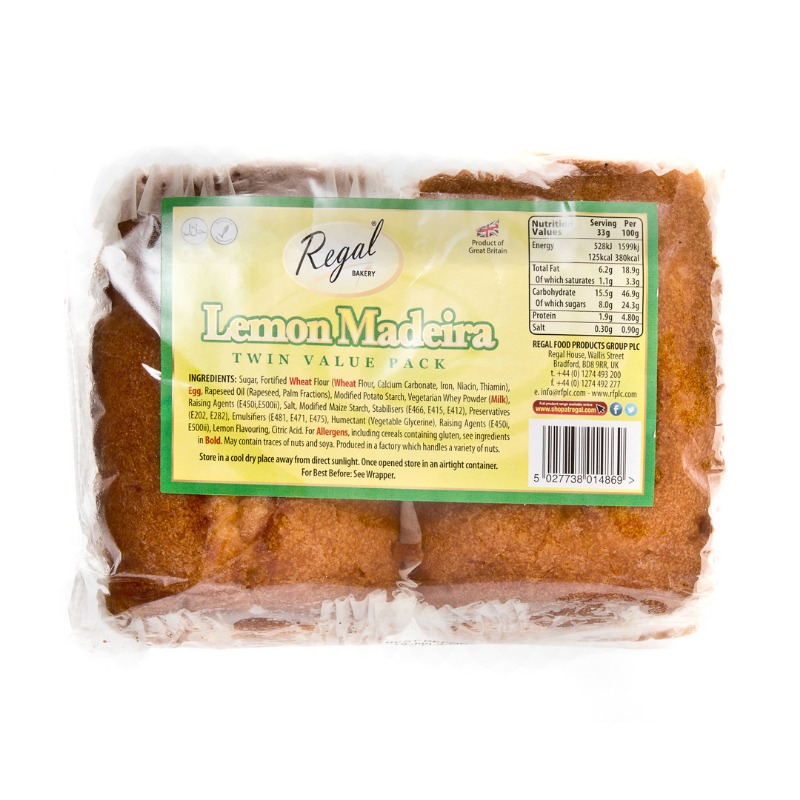 حلال
Regal®
BAKERY
Product of
Great Britain
Lemon Madeira
TWIN VALUE PACK
INGREDIENTS: Sugar, Fortified Wheat Flour (Wheat Flour, Calcium Carbonate, Iron, Niacin, Thiamin),
Egg, Rapeseed Oil (Rapeseed, Palm Fractions), Modified Potato Starch, Vegetarian Whey Powder (Milk),
Raising Agents (E450i,E500ii), Salt, Modified Maize Starch, Stabilisers (E466, E415, E412), Preservatives
(E202, E282), Emulsifiers (E481, E471, E475), Humectant (Vegetable Glycerine), Raising Agents (E450i,
E500ii), Lemon Flavouring, Citric Acid. For Allergens, including cereals containing gluten, see ingredients
in Bold. May contain traces of nuts and soya. Produced in a factory which handles a variety of nuts.
Store in a cool dry place away from direct sunlight. Once opened store in an airtight container.
For Best Before: See Wrapper.
Nutrition Serving Per
Values 33g 100g
Energy 528kJ 1599kj
125kcal 380kcal
Total Fat 6.2g 18.9g
Of which saturates 1.1g 3.3g
Carbohydrate 15.5g 46.9g
Of which sugars 8.0g 24.3g
Protein 1.9g 4.80g
Salt 0.30g 0.90g
REGAL FOOD PRODUCTS GROUP PLC
Regal House, Wallis Street
Bradford, BD8 9RR, UK
t. +44 (0) 1274 493 200
f. +44 (0) 1274 492 277
e. info@rfplc.com - www.rfplc.com
Full product range available online
www.shopatregal.com
5 027738 014869 >